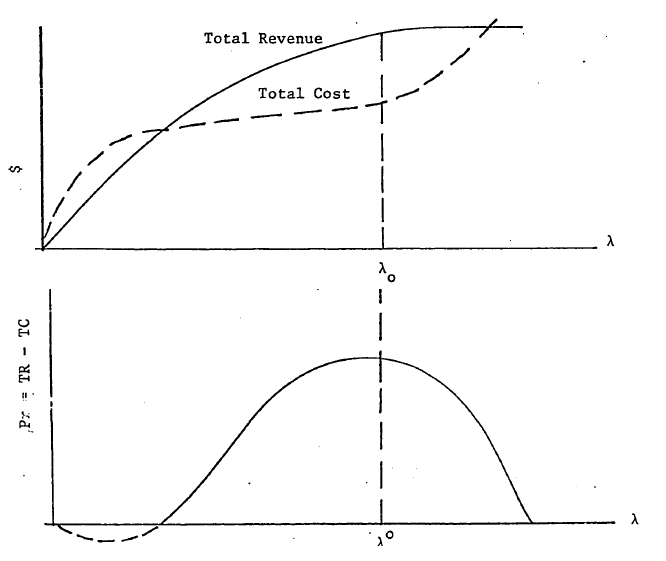 Total Revenue
Total Cost
$
λ
λo
Pr = TR - TC
λ
λo